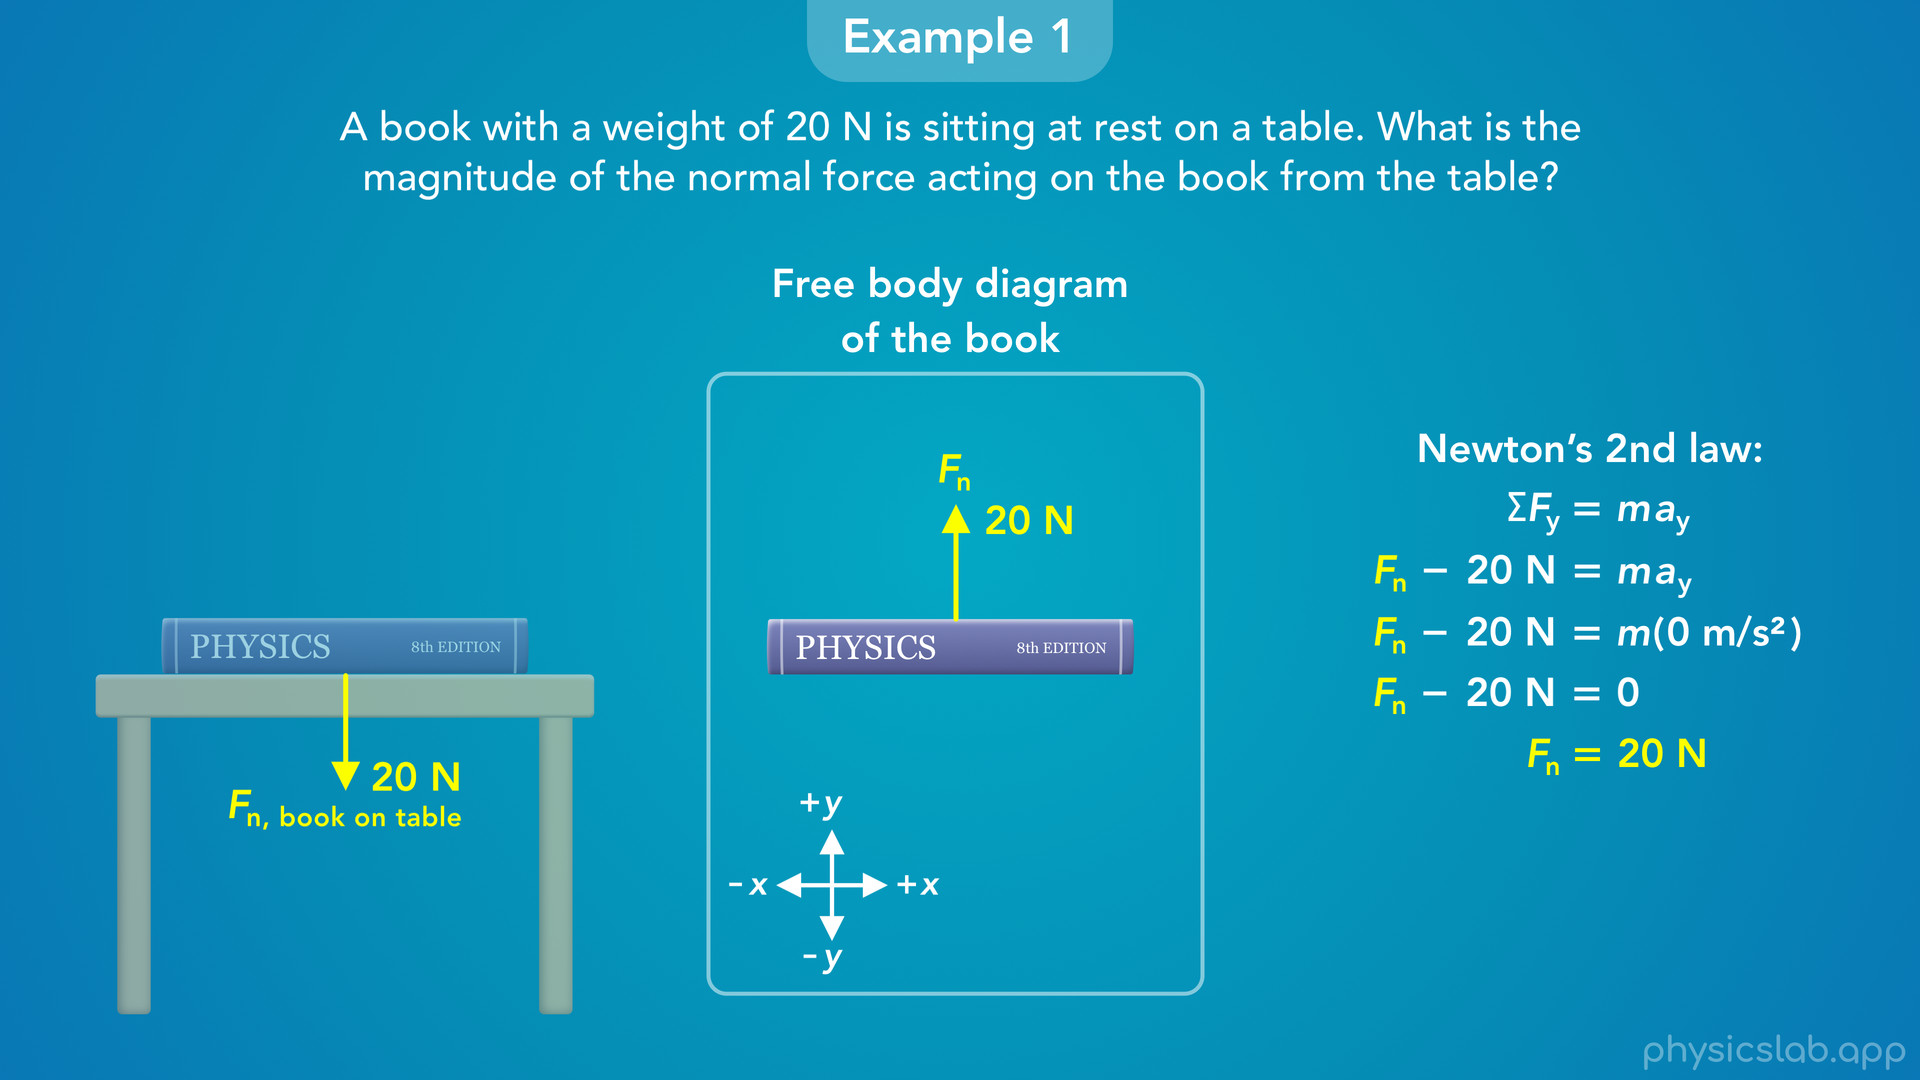 Example 1
A book with a weight of 20 N is sitting at rest on a table. What is the
magnitude of the normal force acting on the book from the table?
Free body diagram
of the book
Fn
20 N
PHYSICS 8th EDITION
+y
-x +x
-y
PHYSICS 8th EDITION
20 N
Fn, book on table
Newton’s 2nd law:
ΣFy = may
Fn − 20 N = may
Fn − 20 N = m(0 m/s²)
Fn − 20 N = 0
Fn = 20 N
physicslab.app